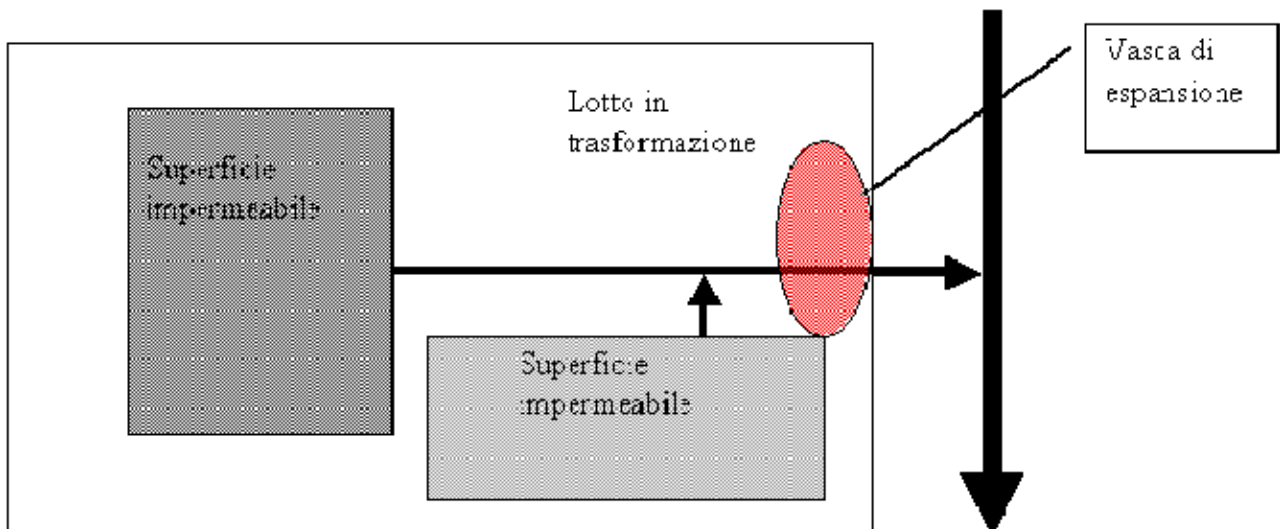 Vasca di
espansione
Lotto in
trasformazione
Superficie
impermeabile
Superficie
impermeabile